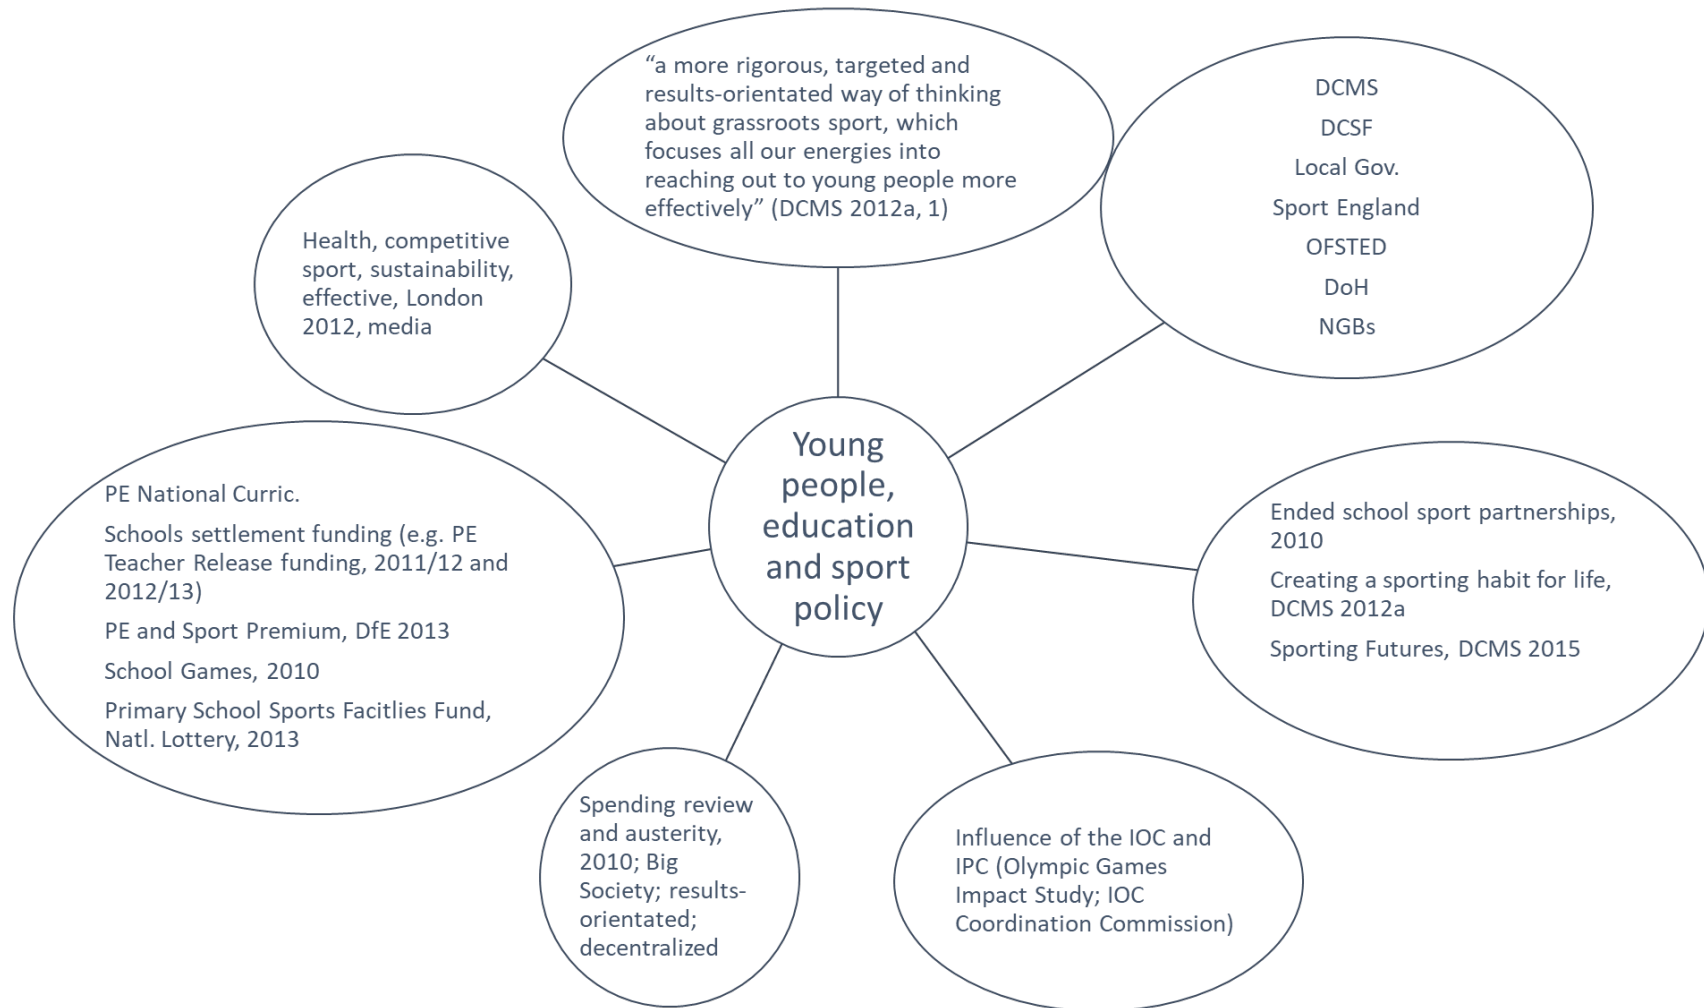 “a more rigorous, targeted and
results-orientated way of thinking
about grassroots sport, which
focuses all our energies into
reaching out to young people more
effectively” (DCMS 2012a, 1)
DCMS
DCSF
Local Gov.
Sport England
OFSTED
DoH
NGBs
Health, competitive
sport, sustainability,
effective, London
2012, media
Young
people,
education
and sport
policy
PE National Curric.
Schools settlement funding (e.g. PE
Teacher Release funding, 2011/12 and
2012/13)
PE and Sport Premium, DfE 2013
School Games, 2010
Primary School Sports Facitlies Fund,
Natl. Lottery, 2013
Ended school sport partnerships,
2010
Creating a sporting habit for life,
DCMS 2012a
Sporting Futures, DCMS 2015
Spending review
and austerity,
2010; Big
Society; results-
orientated;
decentralized
Influence of the IOC and
IPC (Olympic Games
Impact Study; IOC
Coordination Commission)